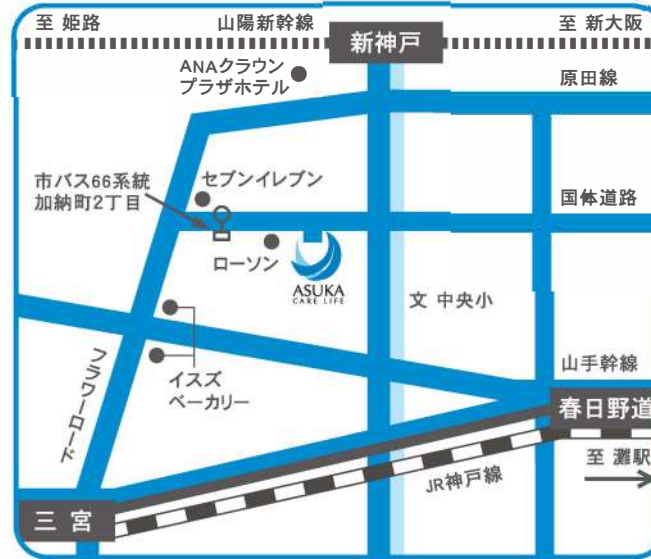 至 姫路
山陽新幹線
至 新大阪
新神戸
ANAクラウン
プラザホテル
原田線
市バス66系統
加納町2丁目
セブンイレブン
国体道路
ローソン
ASUKA
CARE LIFE
文 中央小
フラワーロード
イスズ
ベーカリー
山手幹線
春日野道
至 灘駅
JR神戸線
三 宮